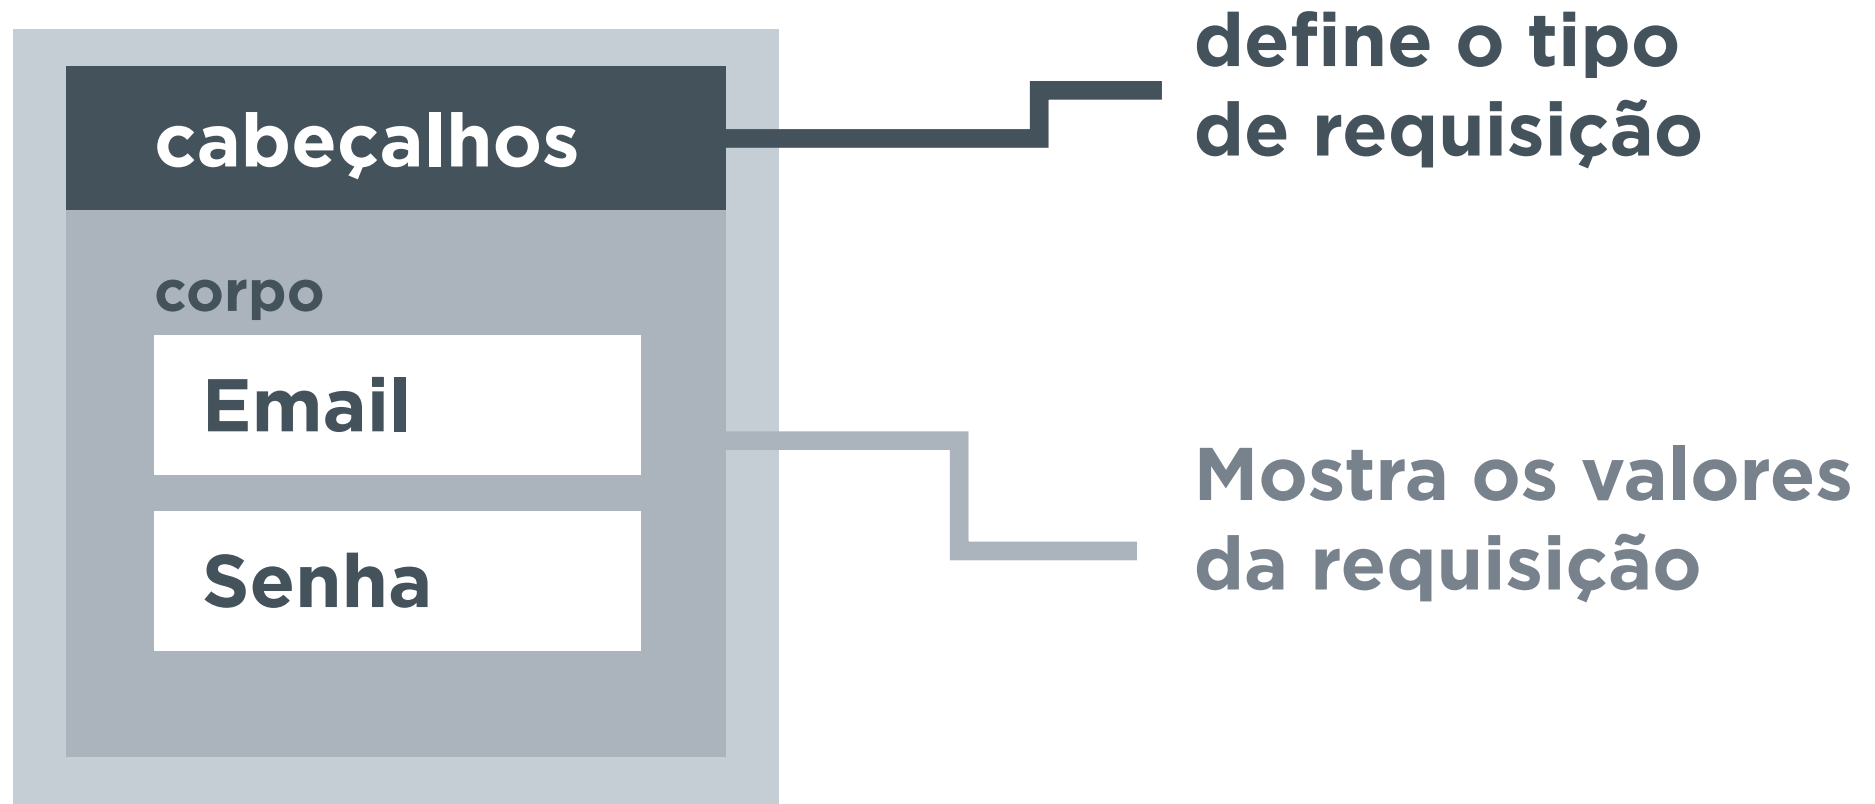 define o tipo
de requisição
cabeçalhos
corpo
Email
Senha
Mostra os valores
da requisição